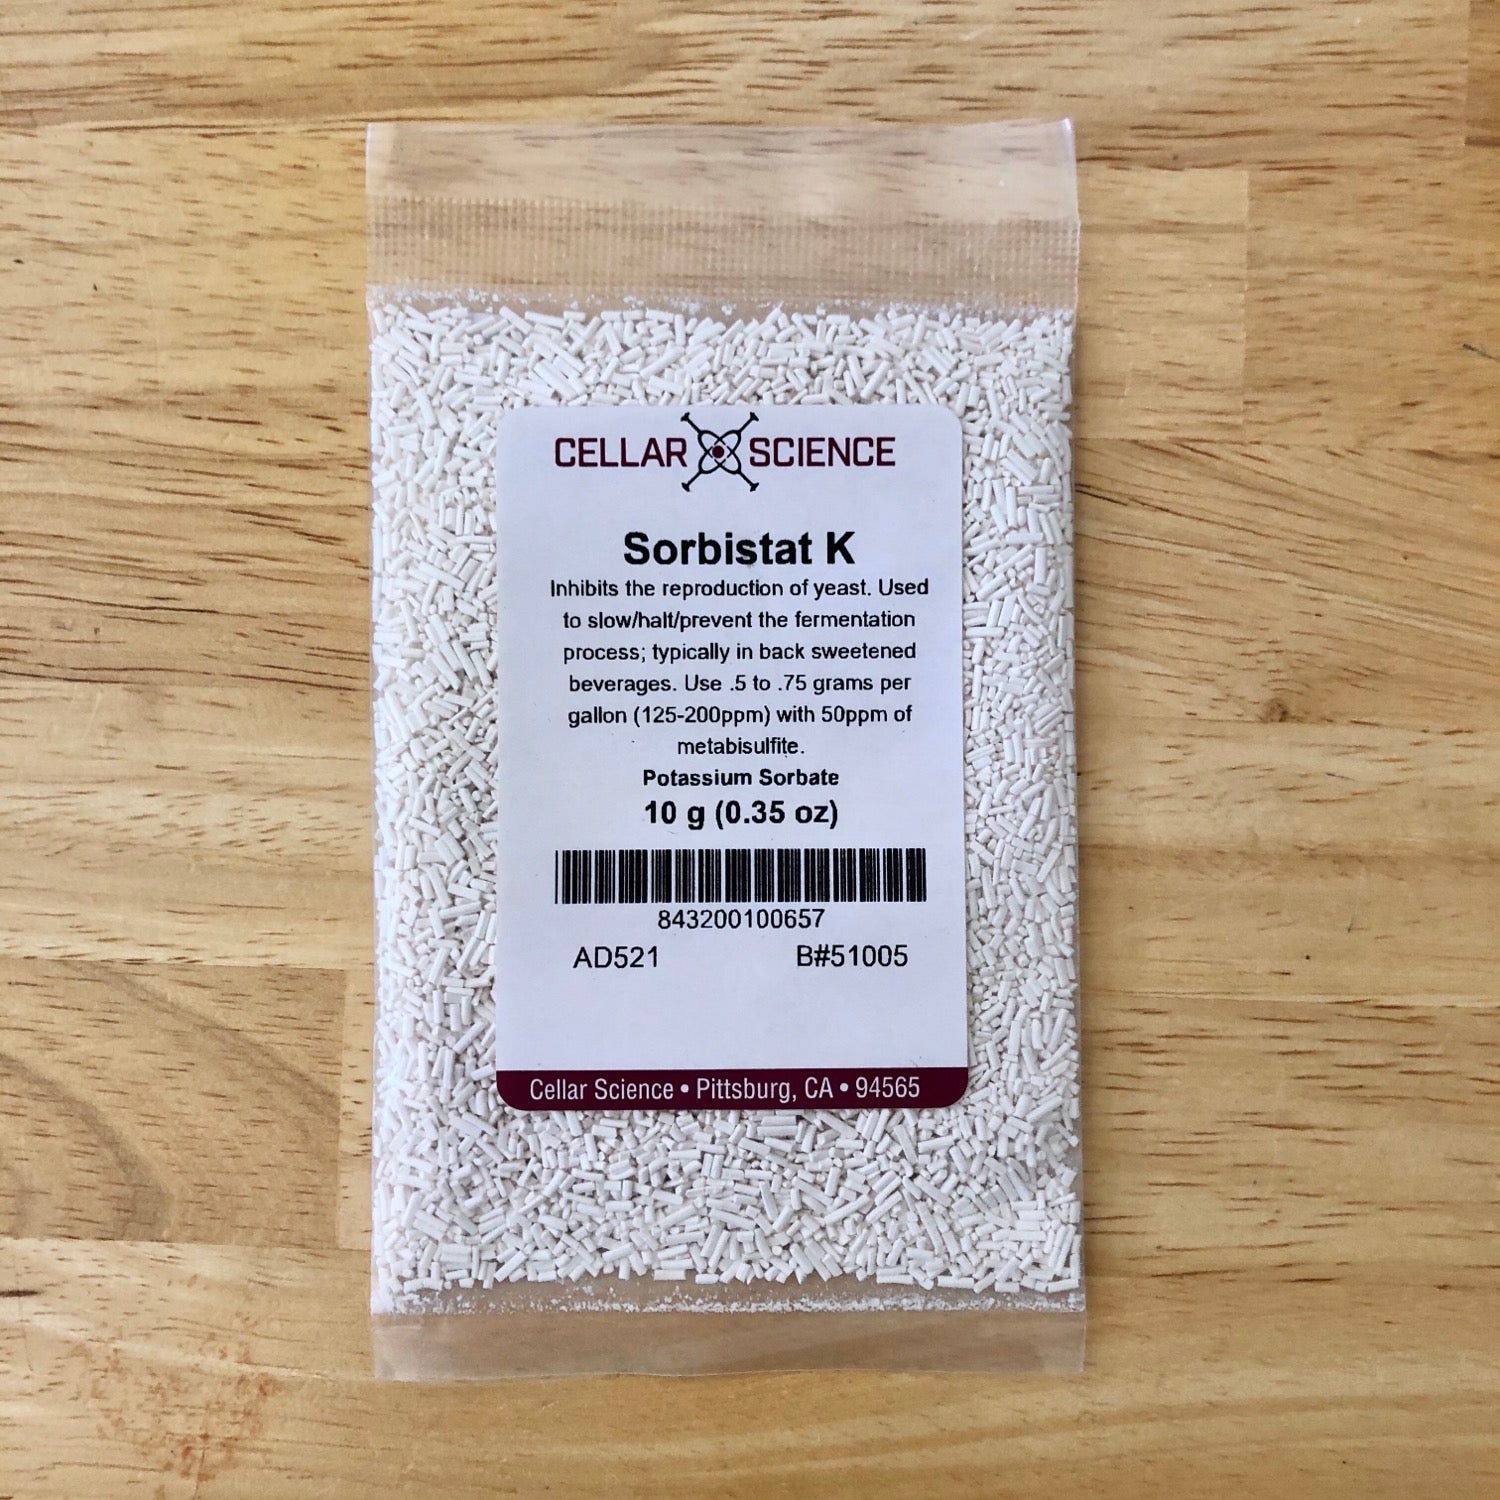 CELLAR SCIENCE
Sorbistat K
Inhibits the reproduction of yeast. Used
to slow/halt/prevent the fermentation
process; typically in back sweetened
beverages. Use .5 to .75 grams per
gallon (125-200ppm) with 50ppm of
metabisulfite.
Potassium Sorbate
10 g (0.35 oz)
843200100657
AD521 B#51005
Cellar Science • Pittsburg, CA • 94565